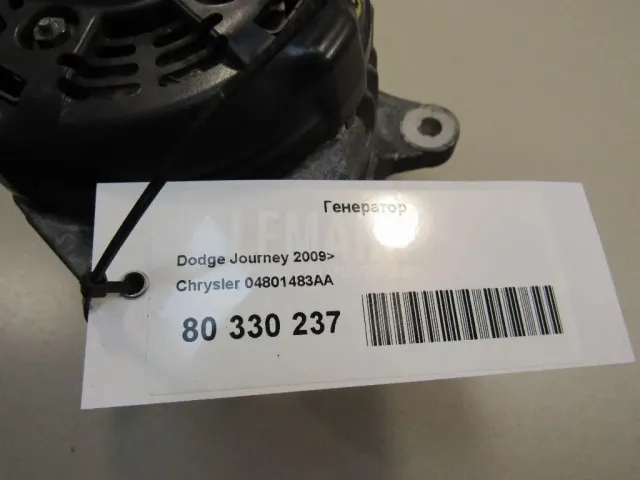 Генератор
Dodge Journey 2009>
Chrysler 04801483AA
80 330 237